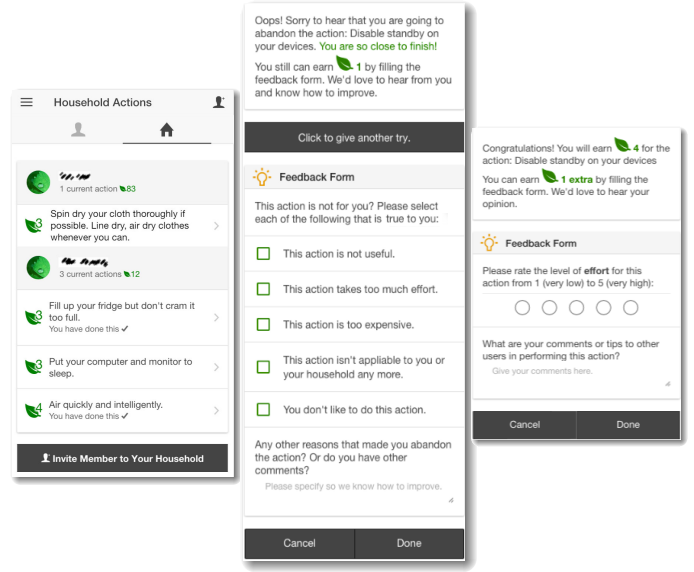 Household Actions
1 current action 83
3
Spin dry your cloth thoroughly if
possible. Line dry, air dry clothes
whenever you can.
3 current actions 12
3
Fill up your fridge but don't cram it
too full.
You have done this ✓
3
Put your computer and monitor to
sleep.
4
Air quickly and intelligently.
You have done this ✓
Invite Member to Your Household
Oops! Sorry to hear that you are going to
abandon the action: Disable standby on
your devices. You are so close to finish!
You still can earn 1 by filling the
feedback form. We'd love to hear from you
and know how to improve.
Click to give another try.
Feedback Form
This action is not for you? Please select
each of the following that is true to you:
This action is not useful.
This action takes too much effort.
This action is too expensive.
This action isn't appliable to you or
your household any more.
You don't like to do this action.
Any other reasons that made you abandon
the action? Or do you have other
comments?
Please specify so we know how to improve.
Cancel Done
Congratulations! You will earn 4 for the
action: Disable standby on your devices
You can earn 1 extra by filling the
feedback form. We'd love to hear your
opinion.
Feedback Form
Please rate the level of effort for this
action from 1 (very low) to 5 (very high):
What are your comments or tips to other
users in performing this action?
Give your comments here.
Cancel Done